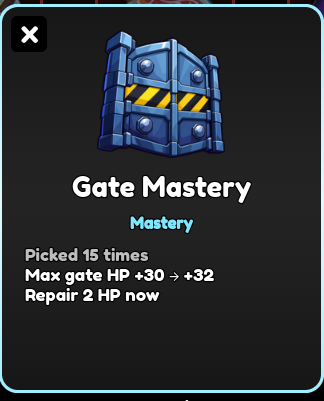 Gate Mastery
Mastery
Picked 15 times
Max gate HP +30 → +32
Repair 2 HP now